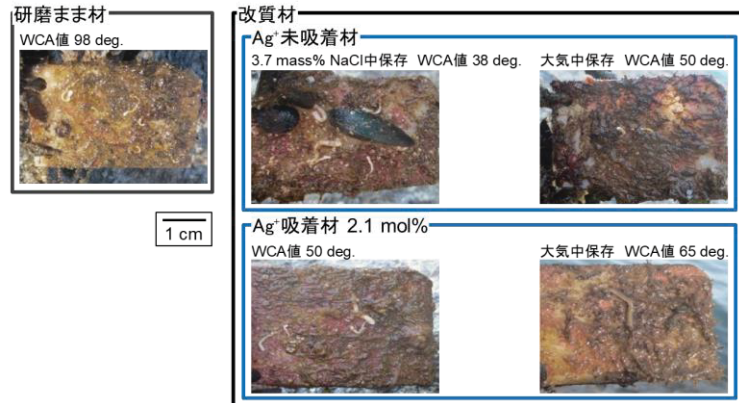 研磨まま材
WCA値 98 deg.
1 cm
改質材
Ag⁺未吸着材
3.7 mass% NaCl中保存 WCA値 38 deg.
大気中保存 WCA値 50 deg.
Ag⁺吸着材 2.1 mol%
WCA値 50 deg.
大気中保存 WCA値 65 deg.